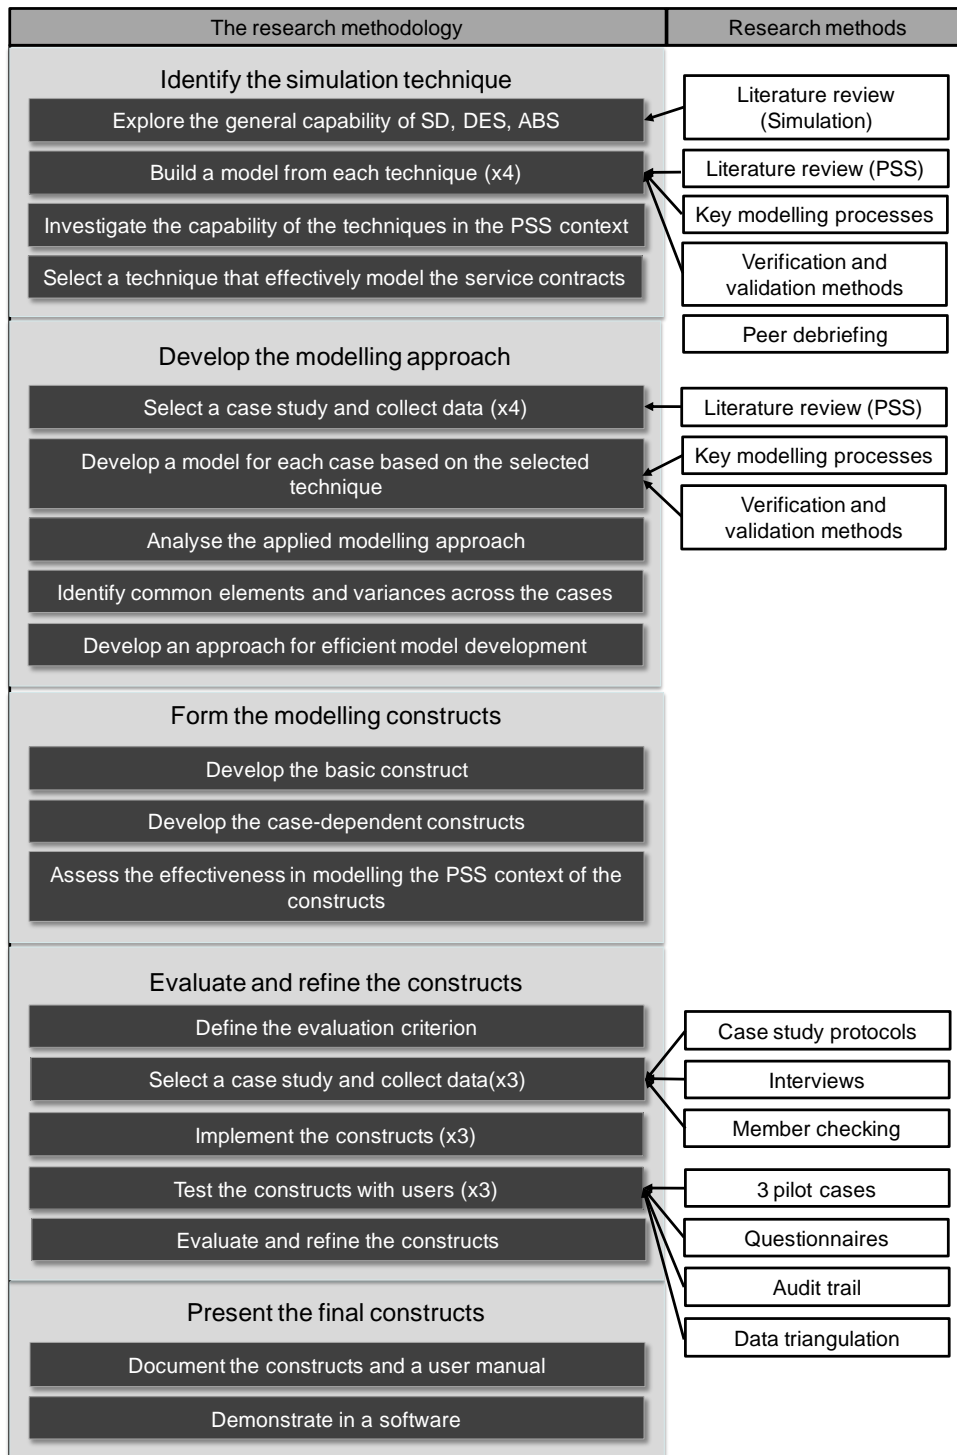 The research methodology
Research methods
Identify the simulation technique
Explore the general capability of SD, DES, ABS
Build a model from each technique (x4)
Investigate the capability of the techniques in the PSS context
Select a technique that effectively model the service contracts
Literature review
(Simulation)
Literature review (PSS)
Key modelling processes
Verification and
validation methods
Peer debriefing
Develop the modelling approach
Select a case study and collect data (x4)
Develop a model for each case based on the selected
technique
Analyse the applied modelling approach
Identify common elements and variances across the cases
Develop an approach for efficient model development
Literature review (PSS)
Key modelling processes
Verification and
validation methods
Form the modelling constructs
Develop the basic construct
Develop the case-dependent constructs
Assess the effectiveness in modelling the PSS context of the
constructs
Evaluate and refine the constructs
Define the evaluation criterion
Select a case study and collect data(x3)
Implement the constructs (x3)
Test the constructs with users (x3)
Evaluate and refine the constructs
Case study protocols
Interviews
Member checking
3 pilot cases
Questionnaires
Audit trail
Data triangulation
Present the final constructs
Document the constructs and a user manual
Demonstrate in a software